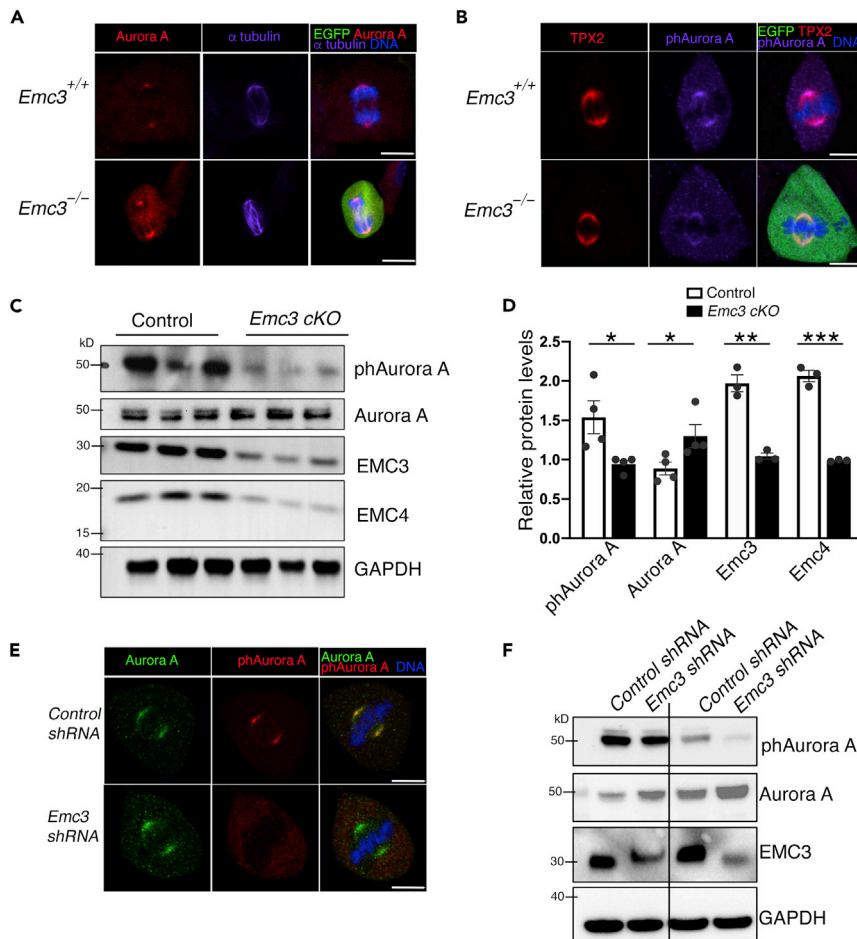 A
Aurora A
α tubulin
EGFP Aurora A
α tubulin DNA
Emc3+/+
Emc3−/−
B
TPX2
phAurora A
EGFP TPX2
phAurora A DNA
Emc3+/+
Emc3−/−
C
Control
Emc3 cKO
kD
50
phAurora A
50
Aurora A
30
EMC3
20
EMC4
15
40
GAPDH
D
Control
Emc3 cKO
* * ** ***
Relative protein levels
2.5
2.0
1.5
1.0
0.5
0.0
phAurora A
Aurora A
Emc3
Emc4
E
Aurora A
phAurora A
Aurora A
phAurora A DNA
Control
shRNA
Emc3
shRNA
F
Control shRNA
Emc3 shRNA
Control shRNA
Emc3 shRNA
kD
50
phAurora A
50
Aurora A
30
EMC3
40
GAPDH